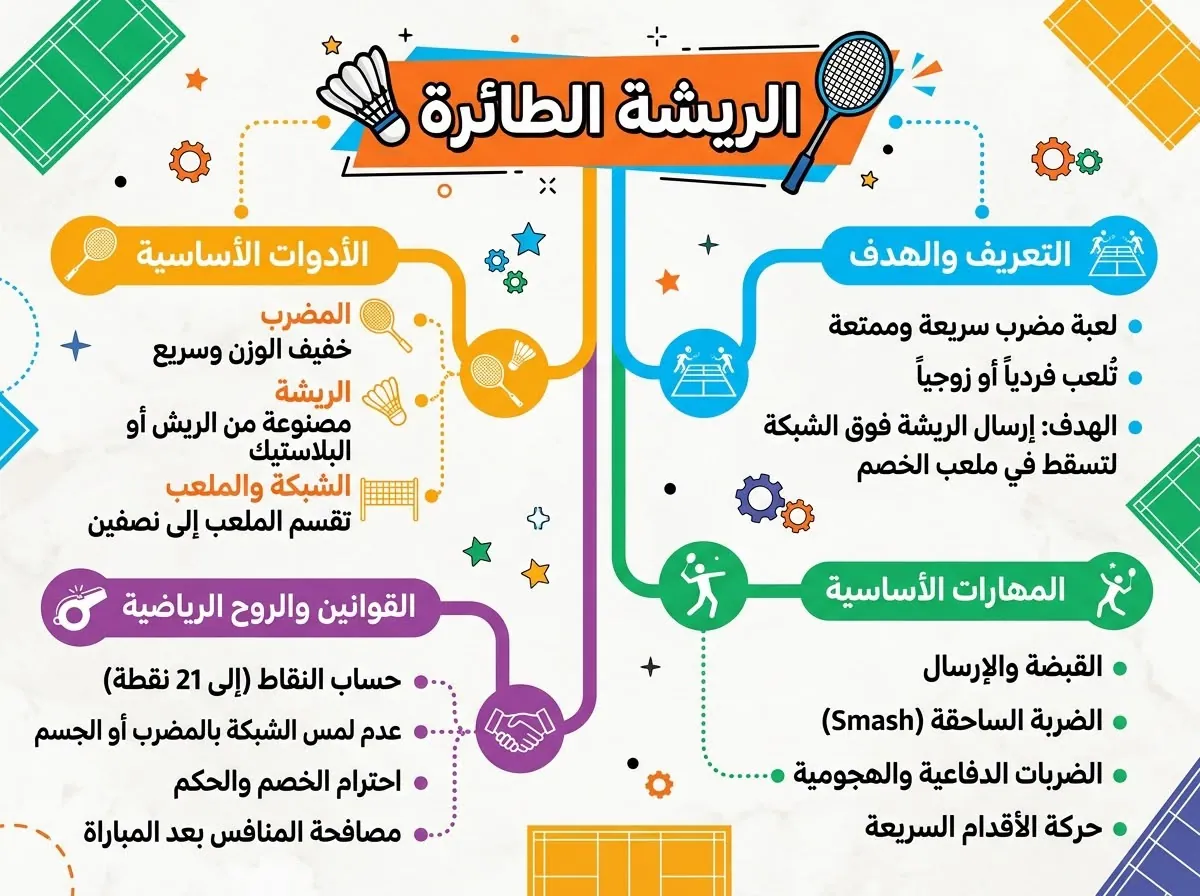 الريشة الطائرة
التعريف والهدف
لعبة مضرب سريعة وممتعة
تُلعب فردياً أو زوجياً
الهدف: إرسال الريشة فوق الشبكة
لتسقط في ملعب الخصم
الأدوات الأساسية
المضرب
خفيف الوزن وسريع
الريشة
مصنوعة من الريش أو
البلاستيك
الشبكة والملعب
تقسم الملعب إلى نصفين
المهارات الأساسية
القبضة والإرسال
الضربة الساحقة (Smash)
الضربات الدفاعية والهجومية
حركة الأقدام السريعة
القوانين والروح الرياضية
حساب النقاط (إلى 21 نقطة)
عدم لمس الشبكة بالمضرب أو الجسم
احترام الخصم والحكم
مصافحة المنافس بعد المباراة